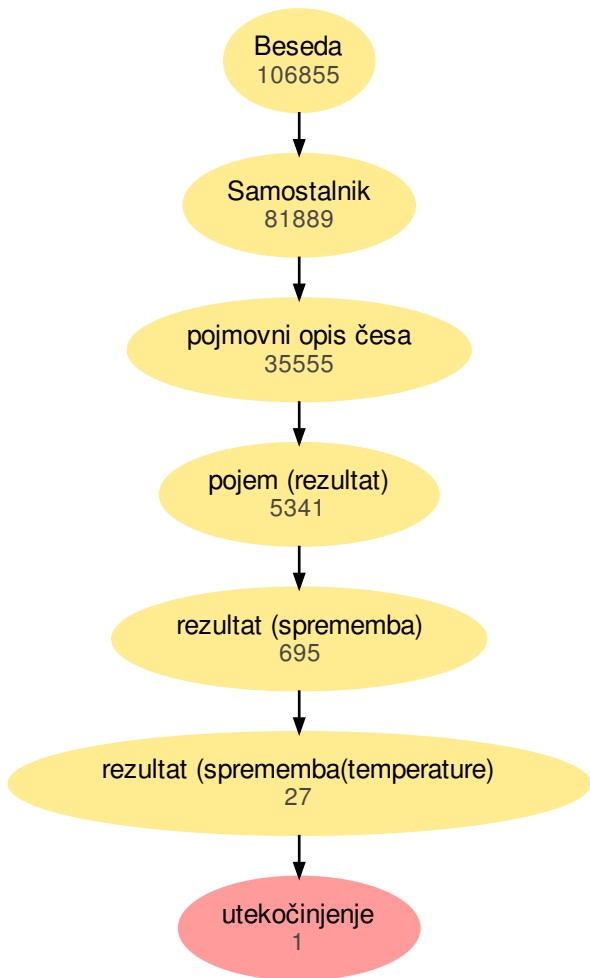 Beseda
106855
Samostalnik
81889
pojmovni opis česa
35555
pojem (rezultat)
5341
rezultat (sprememba)
695
rezultat (sprememba(temperature)
27
utekočinjenje
1